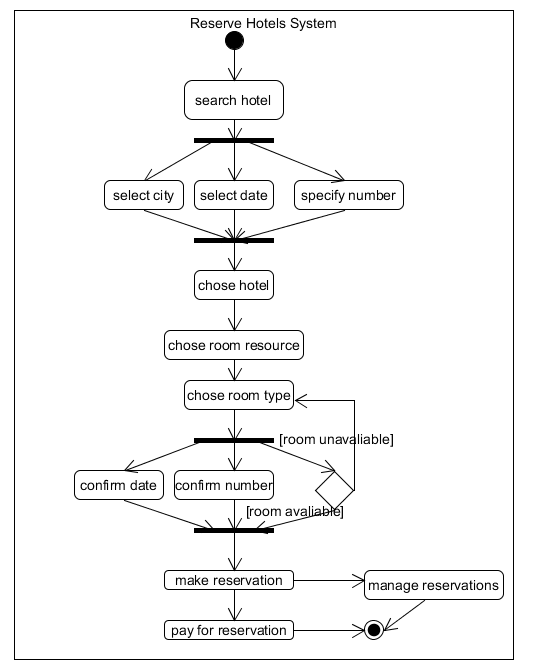 Reserve Hotels System
search hotel
select city
select date
specify number
chose hotel
chose room resource
chose room type
[room unavaliable]
confirm date
confirm number
[room avaliable]
make reservation
manage reservations
pay for reservation